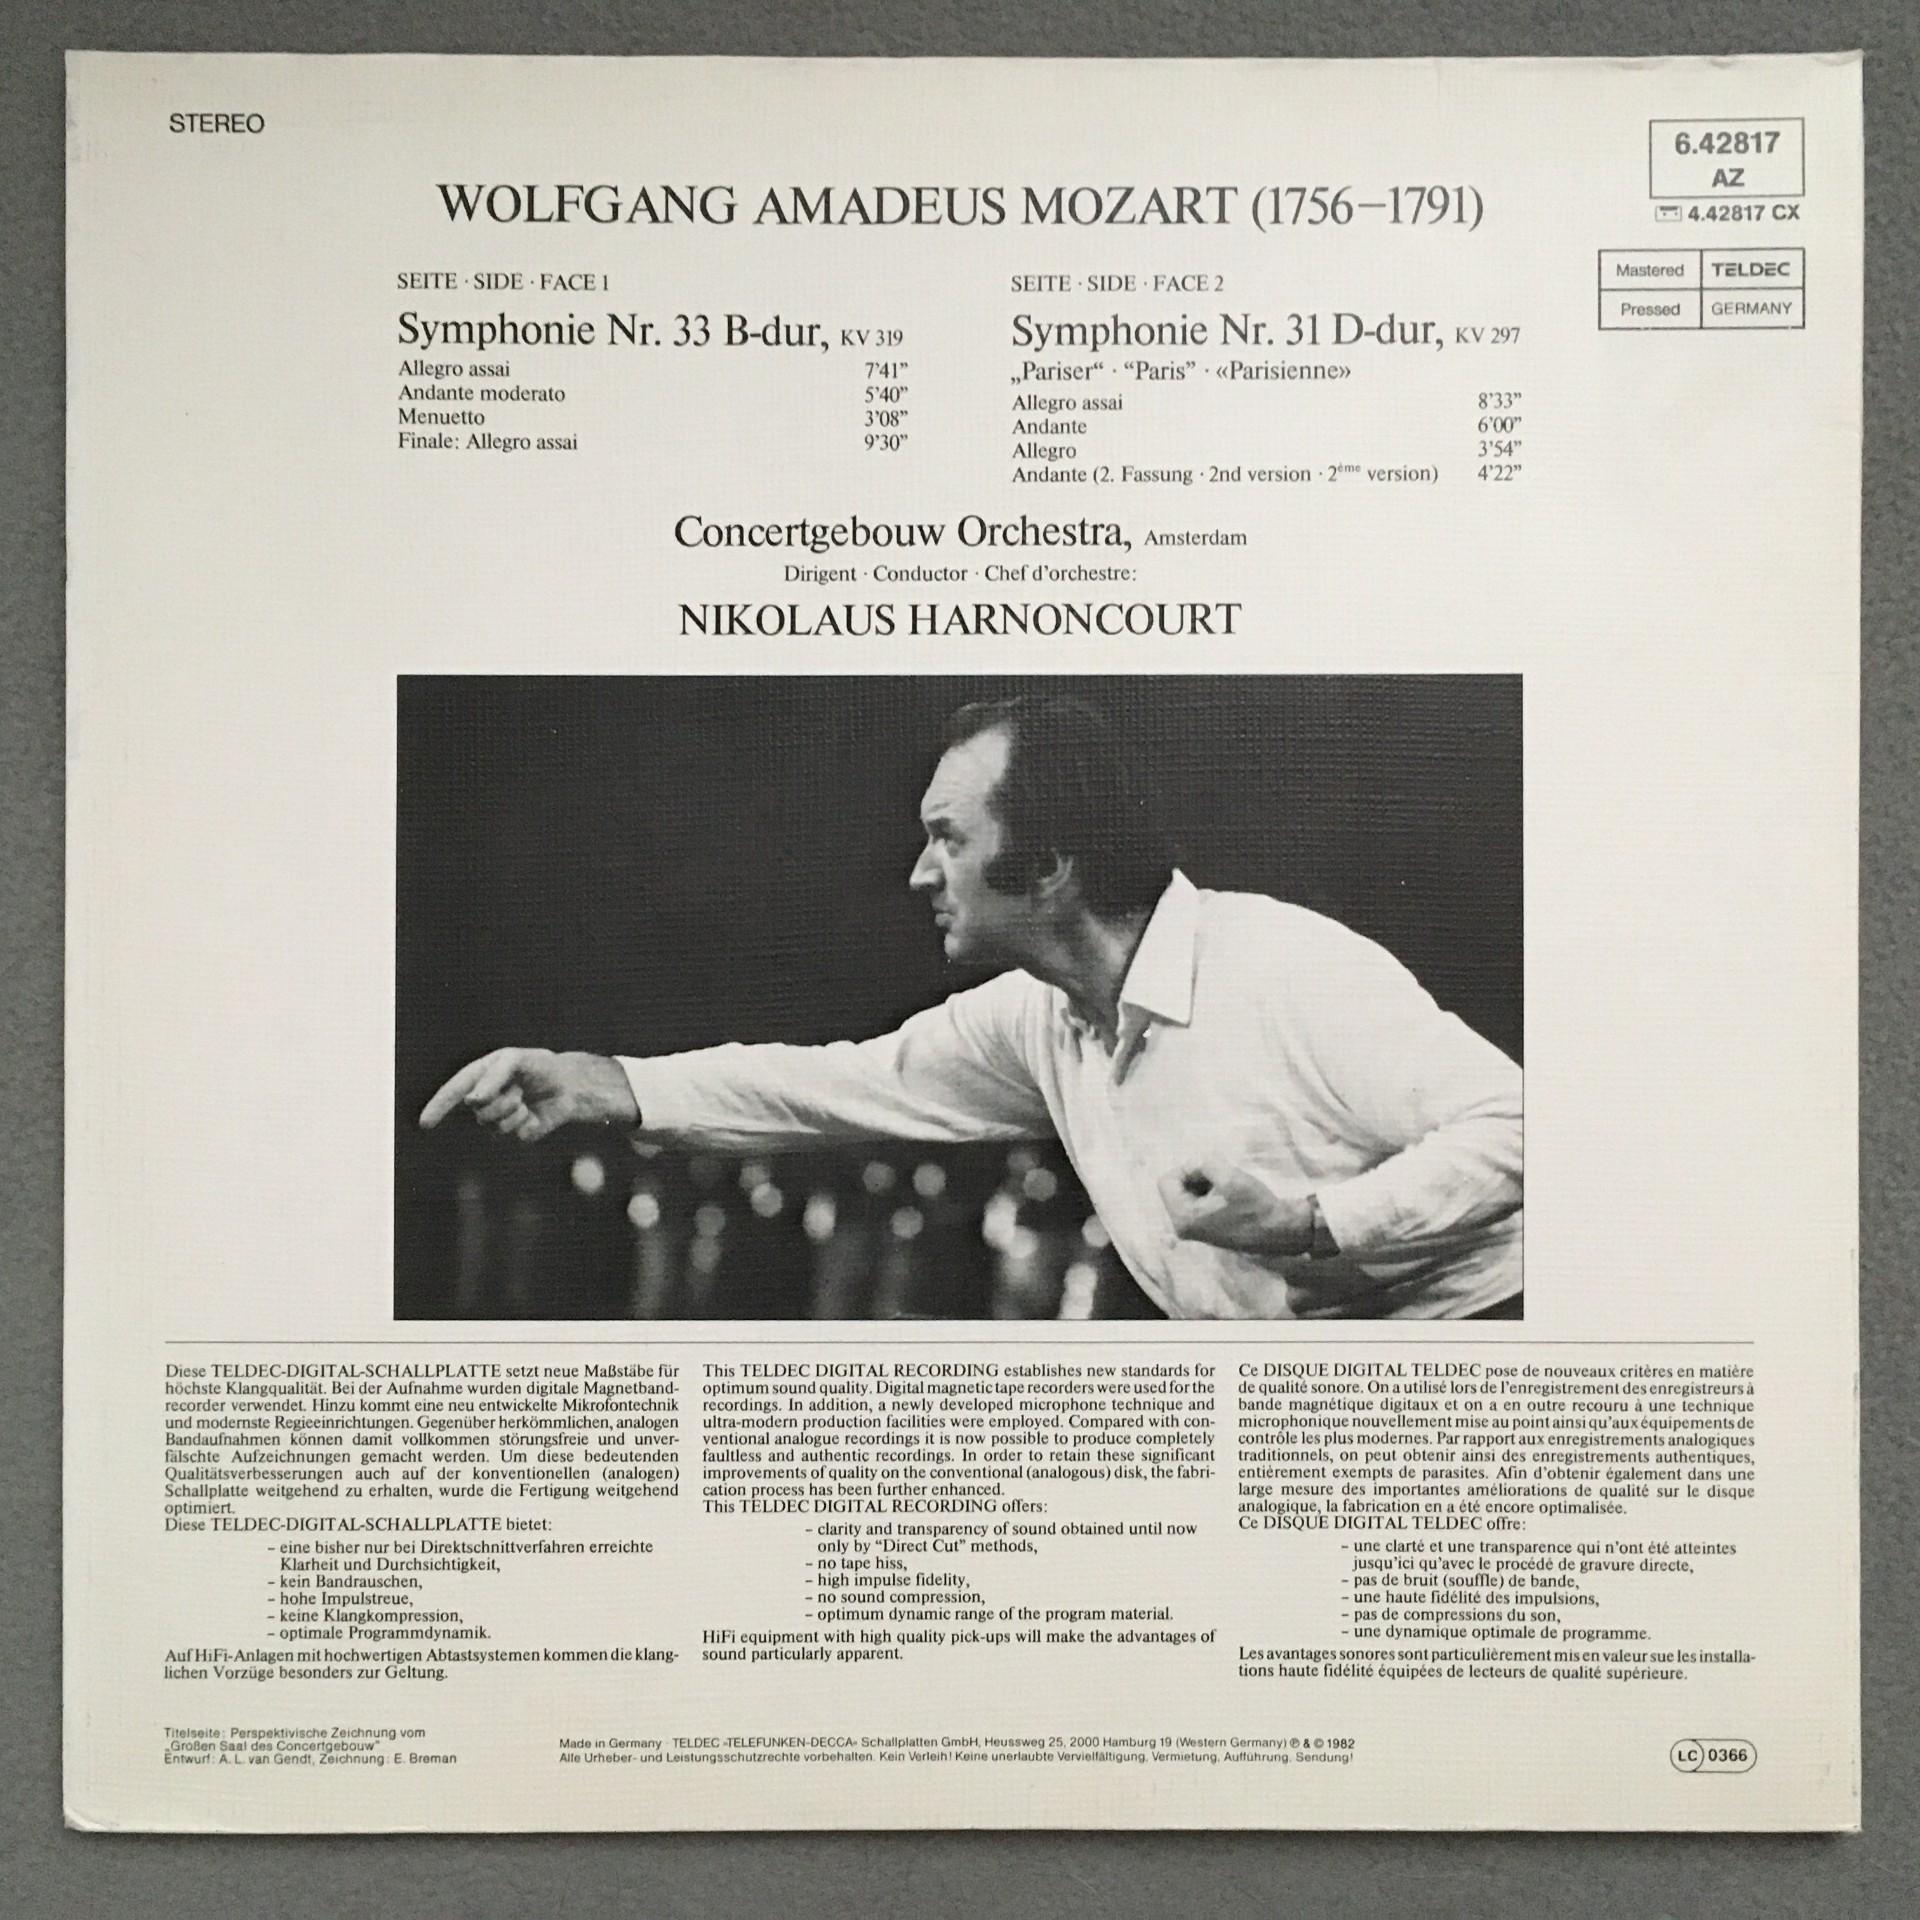 STEREO
6.42817
AZ
4.42817 CX
Mastered TELDEC
Pressed GERMANY
WOLFGANG AMADEUS MOZART (1756–1791)
SEITE · SIDE · FACE 1
Symphonie Nr. 33 B-dur, KV 319
Allegro assai 7'41”
Andante moderato 5'40”
Menuetto 3'08”
Finale: Allegro assai 9'30”
SEITE · SIDE · FACE 2
Symphonie Nr. 31 D-dur, KV 297
„Pariser“ · “Paris” · «Parisienne»
Allegro assai 8'33”
Andante 6'00”
Allegro 3'54”
Andante (2. Fassung · 2nd version · 2ème version) 4'22”
Concertgebouw Orchestra, Amsterdam
Dirigent · Conductor · Chef d'orchestre:
NIKOLAUS HARNONCOURT
Diese TELDEC-DIGITAL-SCHALLPLATTE setzt neue Maßstäbe für
höchste Klangqualität. Bei der Aufnahme wurden digitale Magnetband-
recorder verwendet. Hinzu kommt eine neu entwickelte Mikrofontechnik
und modernste Regieeinrichtungen. Gegenüber herkömmlichen, analogen
Bandaufnahmen können damit vollkommen störungsfreie und unver-
fälschte Aufzeichnungen gemacht werden. Um diese bedeutenden
Qualitätsverbesserungen auch auf der konventionellen (analogen)
Schallplatte weitgehend zu erhalten, wurde die Fertigung weitgehend
optimiert.
Diese TELDEC-DIGITAL-SCHALLPLATTE bietet:
– eine bisher nur bei Direktschnittverfahren erreichte
Klarheit und Durchsichtigkeit,
– kein Bandrauschen,
– hohe Impulstreue,
– keine Klangkompression,
– optimale Programmdynamik.
Auf HiFi-Anlagen mit hochwertigen Abtastsystemen kommen die klang-
lichen Vorzüge besonders zur Geltung.
This TELDEC DIGITAL RECORDING establishes new standards for
optimum sound quality. Digital magnetic tape recorders were used for the
recordings. In addition, a newly developed microphone technique and
ultra-modern production facilities were employed. Compared with con-
ventional analogue recordings it is now possible to produce completely
faultless and authentic recordings. In order to retain these significant
improvements of quality on the conventional (analogous) disk, the fabri-
cation process has been further enhanced.
This TELDEC DIGITAL RECORDING offers:
– clarity and transparency of sound obtained until now
only by “Direct Cut” methods,
– no tape hiss,
– high impulse fidelity,
– no sound compression,
– optimum dynamic range of the program material.
HiFi equipment with high quality pick-ups will make the advantages of
sound particularly apparent.
Ce DISQUE DIGITAL TELDEC pose de nouveaux critères en matière
de qualité sonore. On a utilisé lors de l'enregistrement des enregistreurs à
bande magnétique digitaux et on a en outre recouru à une technique
microphonique nouvellement mise au point ainsi qu'aux équipements de
contrôle les plus modernes. Par rapport aux enregistrements analogiques
traditionnels, on peut obtenir ainsi des enregistrements authentiques,
entièrement exempts de parasites. Afin d'obtenir également dans une
large mesure des importantes améliorations de qualité sur le disque
analogique, la fabrication en a été encore optimalisée.
Ce DISQUE DIGITAL TELDEC offre:
– une clarté et une transparence qui n'ont été atteintes
jusqu'ici qu'avec le procédé de gravure directe,
– pas de bruit (souffle) de bande,
– une haute fidélité des impulsions,
– pas de compressions du son,
– une dynamique optimale de programme.
Les avantages sonores sont particulièrement mis en valeur sue les installa-
tions haute fidélité équipées de lecteurs de qualité supérieure.
Titelseite: Perspektivische Zeichnung vom
„Großen Saal des Concertgebouw“
Entwurf: A. L. van Gendt, Zeichnung: E. Breman
Made in Germany · TELDEC »TELEFUNKEN-DECCA« Schallplatten GmbH, Heussweg 25, 2000 Hamburg 19 (Western Germany) ℗ & © 1982
Alle Urheber- und Leistungsschutzrechte vorbehalten. Kein Verleih! Keine unerlaubte Vervielfältigung, Vermietung, Aufführung, Sendung!
LC 0366